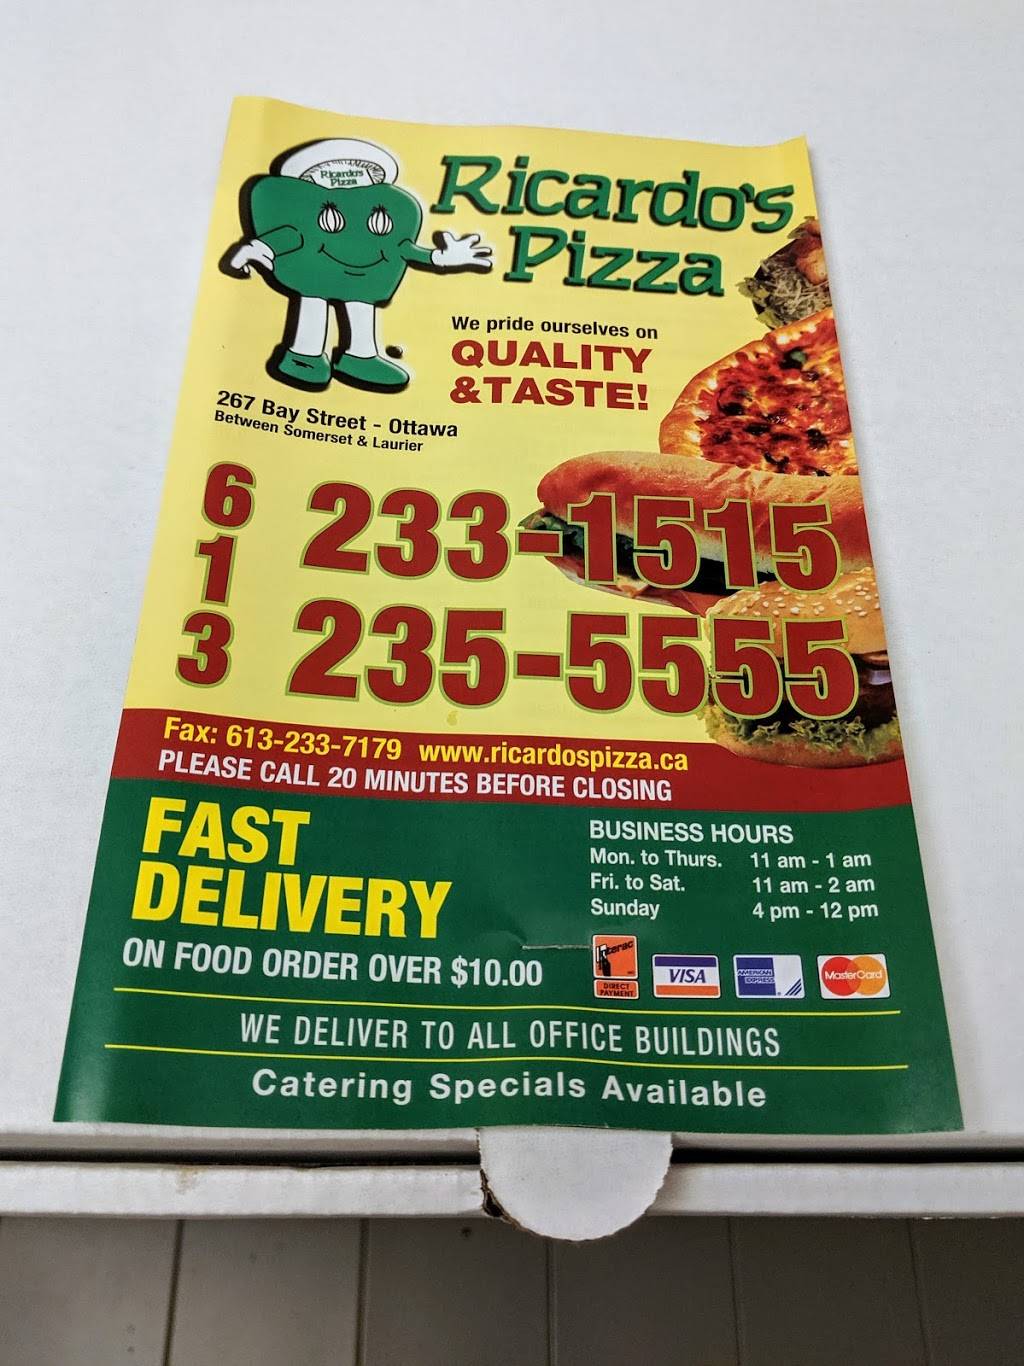 Ricardo's
Pizza
Ricardo's
Pizza
We pride ourselves on
QUALITY
&TASTE!
267 Bay Street - Ottawa
Between Somerset & Laurier
613
233-1515
235-5555
Fax: 613-233-7179 www.ricardospizza.ca
PLEASE CALL 20 MINUTES BEFORE CLOSING
FAST
DELIVERY
ON FOOD ORDER OVER $10.00
BUSINESS HOURS
Mon. to Thurs. 11 am - 1 am
Fri. to Sat. 11 am - 2 am
Sunday 4 pm - 12 pm
Interac
DIRECT
PAYMENT
VISA
AMERICAN
EXPRESS
MasterCard
WE DELIVER TO ALL OFFICE BUILDINGS
Catering Specials Available